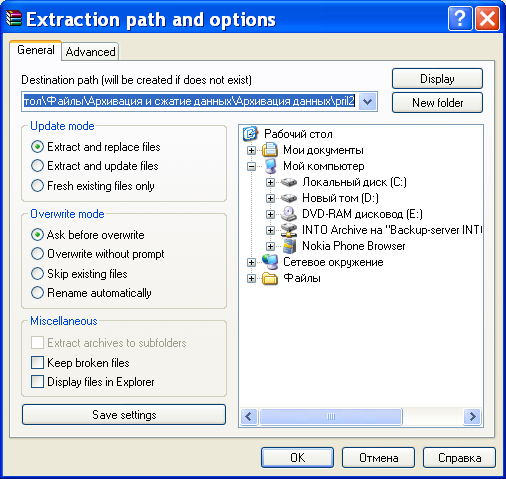 Extraction path and options
General
Advanced
Destination path (will be created if does not exist)
тол\Файлы\Архивация и сжатие данных\Архивация данных\pril2
Display
New folder
Update mode
Extract and replace files
Extract and update files
Fresh existing files only
Overwrite mode
Ask before overwrite
Overwrite without prompt
Skip existing files
Rename automatically
Miscellaneous
Extract archives to subfolders
Keep broken files
Display files in Explorer
Save settings
Рабочий стол
Мои документы
Мой компьютер
Локальный диск (C:)
Новый том (D:)
DVD-RAM дисковод (E:)
INTO Archive на "Backup-server INTO
Nokia Phone Browser
Сетевое окружение
Файлы
OK
Отмена
Справка